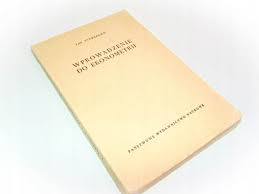 WPROWADZENIE
DO EKONOMETRII
PAŃSTWOWE WYDAWNICTWO NAUKOWE